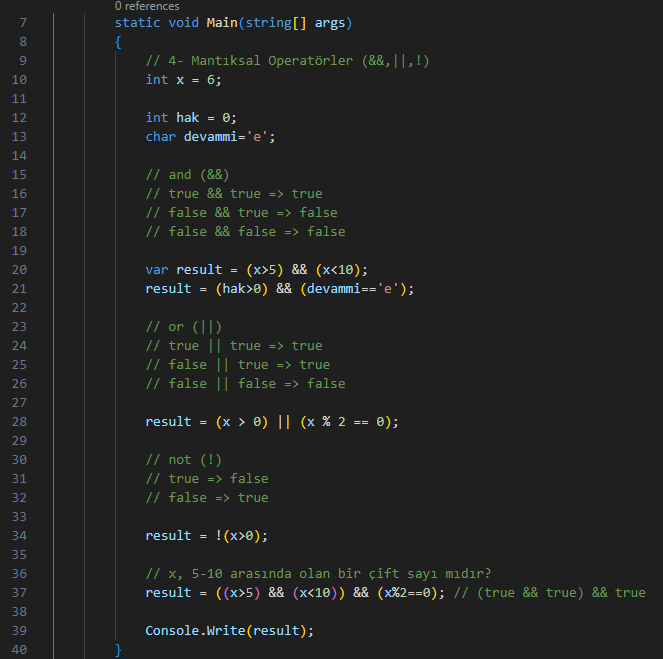 0 references
7 static void Main(string[] args)
8 {
9 // 4- Mantıksal Operatörler (&&,||,!)
10 int x = 6;
11
12 int hak = 0;
13 char devammi='e';
14
15 // and (&&)
16 // true && true => true
17 // false && true => false
18 // false && false => false
19
20 var result = (x>5) && (x<10);
21 result = (hak>0) && (devammi=='e');
22
23 // or (||)
24 // true || true => true
25 // false || true => true
26 // false || false => false
27
28 result = (x > 0) || (x % 2 == 0);
29
30 // not (!)
31 // true => false
32 // false => true
33
34 result = !(x>0);
35
36 // x, 5-10 arasında olan bir çift sayı mıdır?
37 result = ((x>5) && (x<10)) && (x%2==0); // (true && true) && true
38
39 Console.Write(result);
40 }